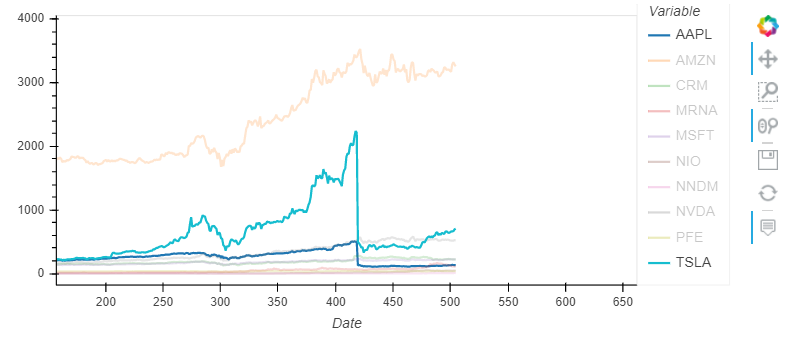 Variable
AAPL
AMZN
CRM
MRNA
MSFT
NIO
NNDM
NVDA
PFE
TSLA
4000
3000
2000
1000
0
200
250
300
350
400
450
500
550
600
650
Date